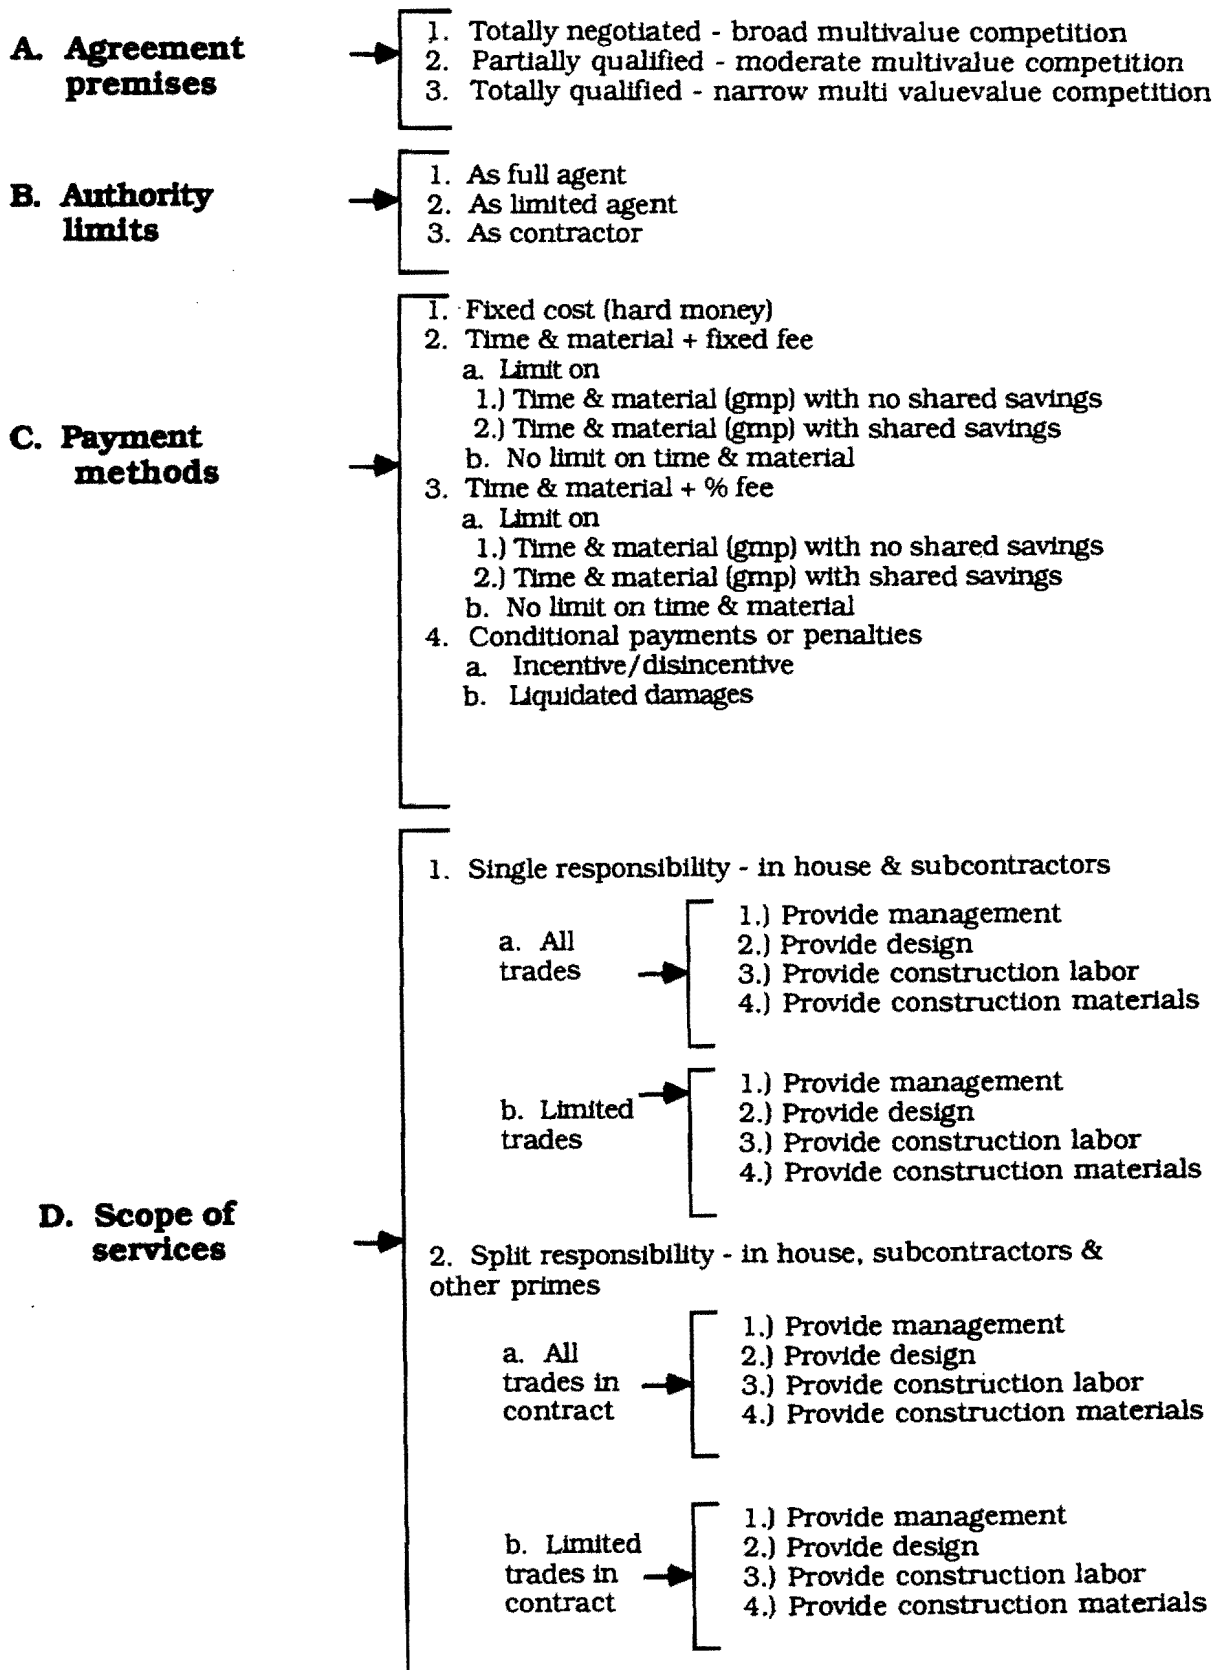 A. Agreement
premises
1. Totally negotiated - broad multivalue competition
2. Partially qualified - moderate multivalue competition
3. Totally qualified - narrow multi valuevalue competition
B. Authority
limits
1. As full agent
2. As limited agent
3. As contractor
C. Payment
methods
1. Fixed cost (hard money)
2. Time & material + fixed fee
a. Limit on
1.) Time & material (gmp) with no shared savings
2.) Time & material (gmp) with shared savings
b. No limit on time & material
3. Time & material + % fee
a. Limit on
1.) Time & material (gmp) with no shared savings
2.) Time & material (gmp) with shared savings
b. No limit on time & material
4. Conditional payments or penalties
a. Incentive/disincentive
b. Liquidated damages
D. Scope of
services
1. Single responsibility - in house & subcontractors
a. All
trades
1.) Provide management
2.) Provide design
3.) Provide construction labor
4.) Provide construction materials
b. Limited
trades
1.) Provide management
2.) Provide design
3.) Provide construction labor
4.) Provide construction materials
2. Split responsibility - in house, subcontractors &
other primes
a. All
trades in
contract
1.) Provide management
2.) Provide design
3.) Provide construction labor
4.) Provide construction materials
b. Limited
trades in
contract
1.) Provide management
2.) Provide design
3.) Provide construction labor
4.) Provide construction materials